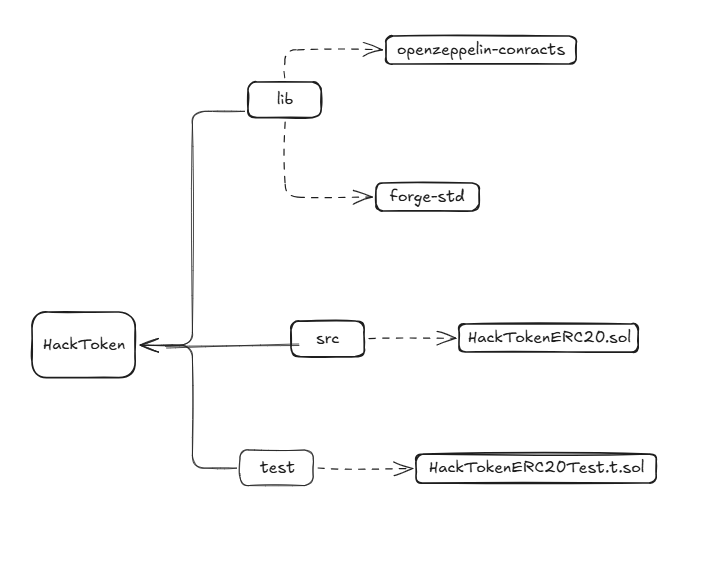 openzeppelin-conracts
lib
forge-std
HackToken
src
HackTokenERC20.sol
test
HackTokenERC20Test.t.sol